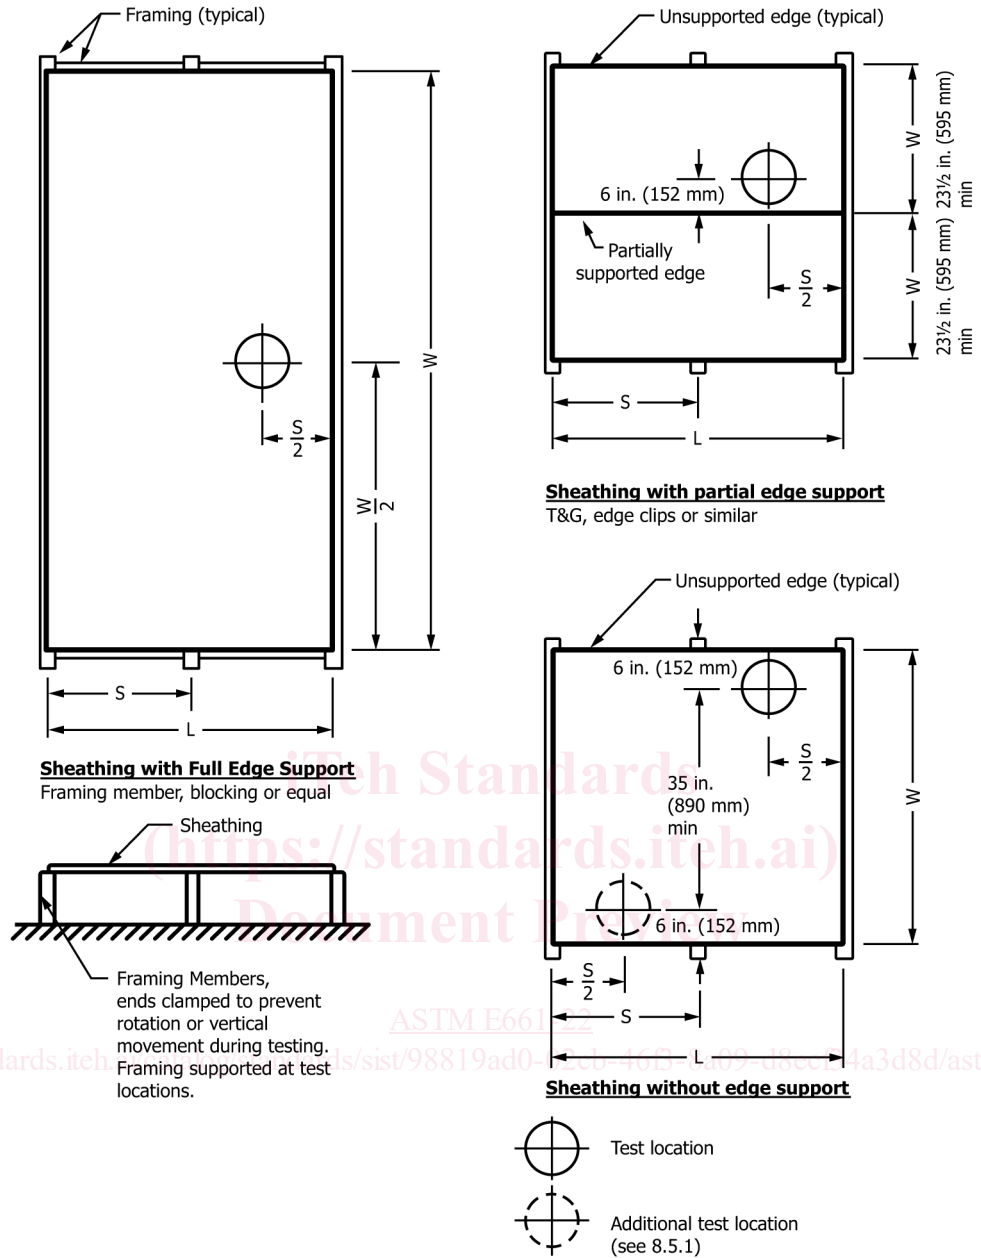 Framing (typical)
W
S
2
W
2
S
L
Sheathing with Full Edge Support
Framing member, blocking or equal
Sheathing
Framing Members,
ends clamped to prevent
rotation or vertical
movement during testing.
Framing supported at test
locations.
Unsupported edge (typical)
6 in. (152 mm)
Partially
supported edge
S
2
W
23½ in. (595 mm)
min
W
23½ in. (595 mm)
min
S
L
Sheathing with partial edge support
T&G, edge clips or similar
Unsupported edge (typical)
6 in. (152 mm)
S
2
35 in.
(890 mm)
min
W
6 in. (152 mm)
S
2
S
L
Sheathing without edge support
Test location
Additional test location
(see 8.5.1)
iTeh Standards
(https://standards.iteh.ai)
Document Preview
ASTM E661-22